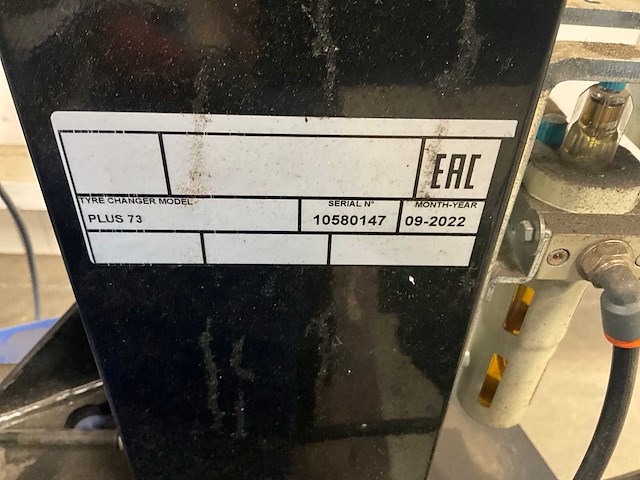 EAC
TYRE CHANGER MODEL SERIAL N° MONTH-YEAR
PLUS 73 10580147 09-2022